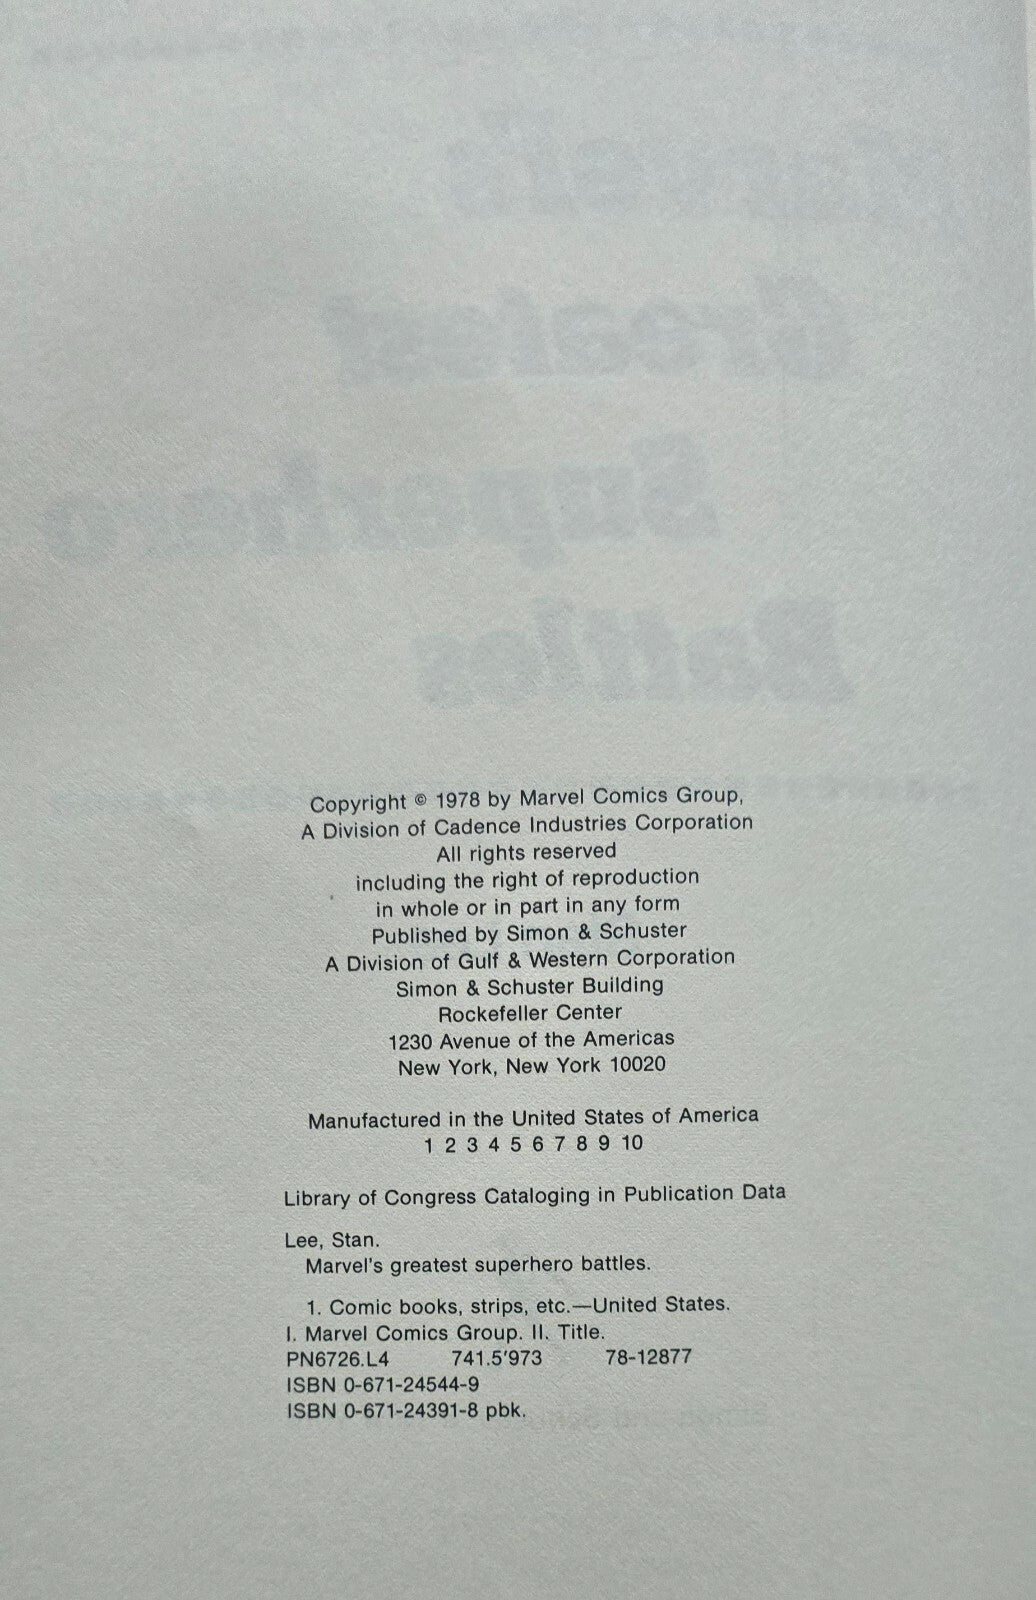 Copyright © 1978 by Marvel Comics Group,
A Division of Cadence Industries Corporation
All rights reserved
including the right of reproduction
in whole or in part in any form
Published by Simon & Schuster
A Division of Gulf & Western Corporation
Simon & Schuster Building
Rockefeller Center
1230 Avenue of the Americas
New York, New York 10020
Manufactured in the United States of America
1 2 3 4 5 6 7 8 9 10
Library of Congress Cataloging in Publication Data
Lee, Stan.
Marvel's greatest superhero battles.
1. Comic books, strips, etc.—United States.
I. Marvel Comics Group. II. Title.
PN6726.L4 741.5'973 78-12877
ISBN 0-671-24544-9
ISBN 0-671-24391-8 pbk.